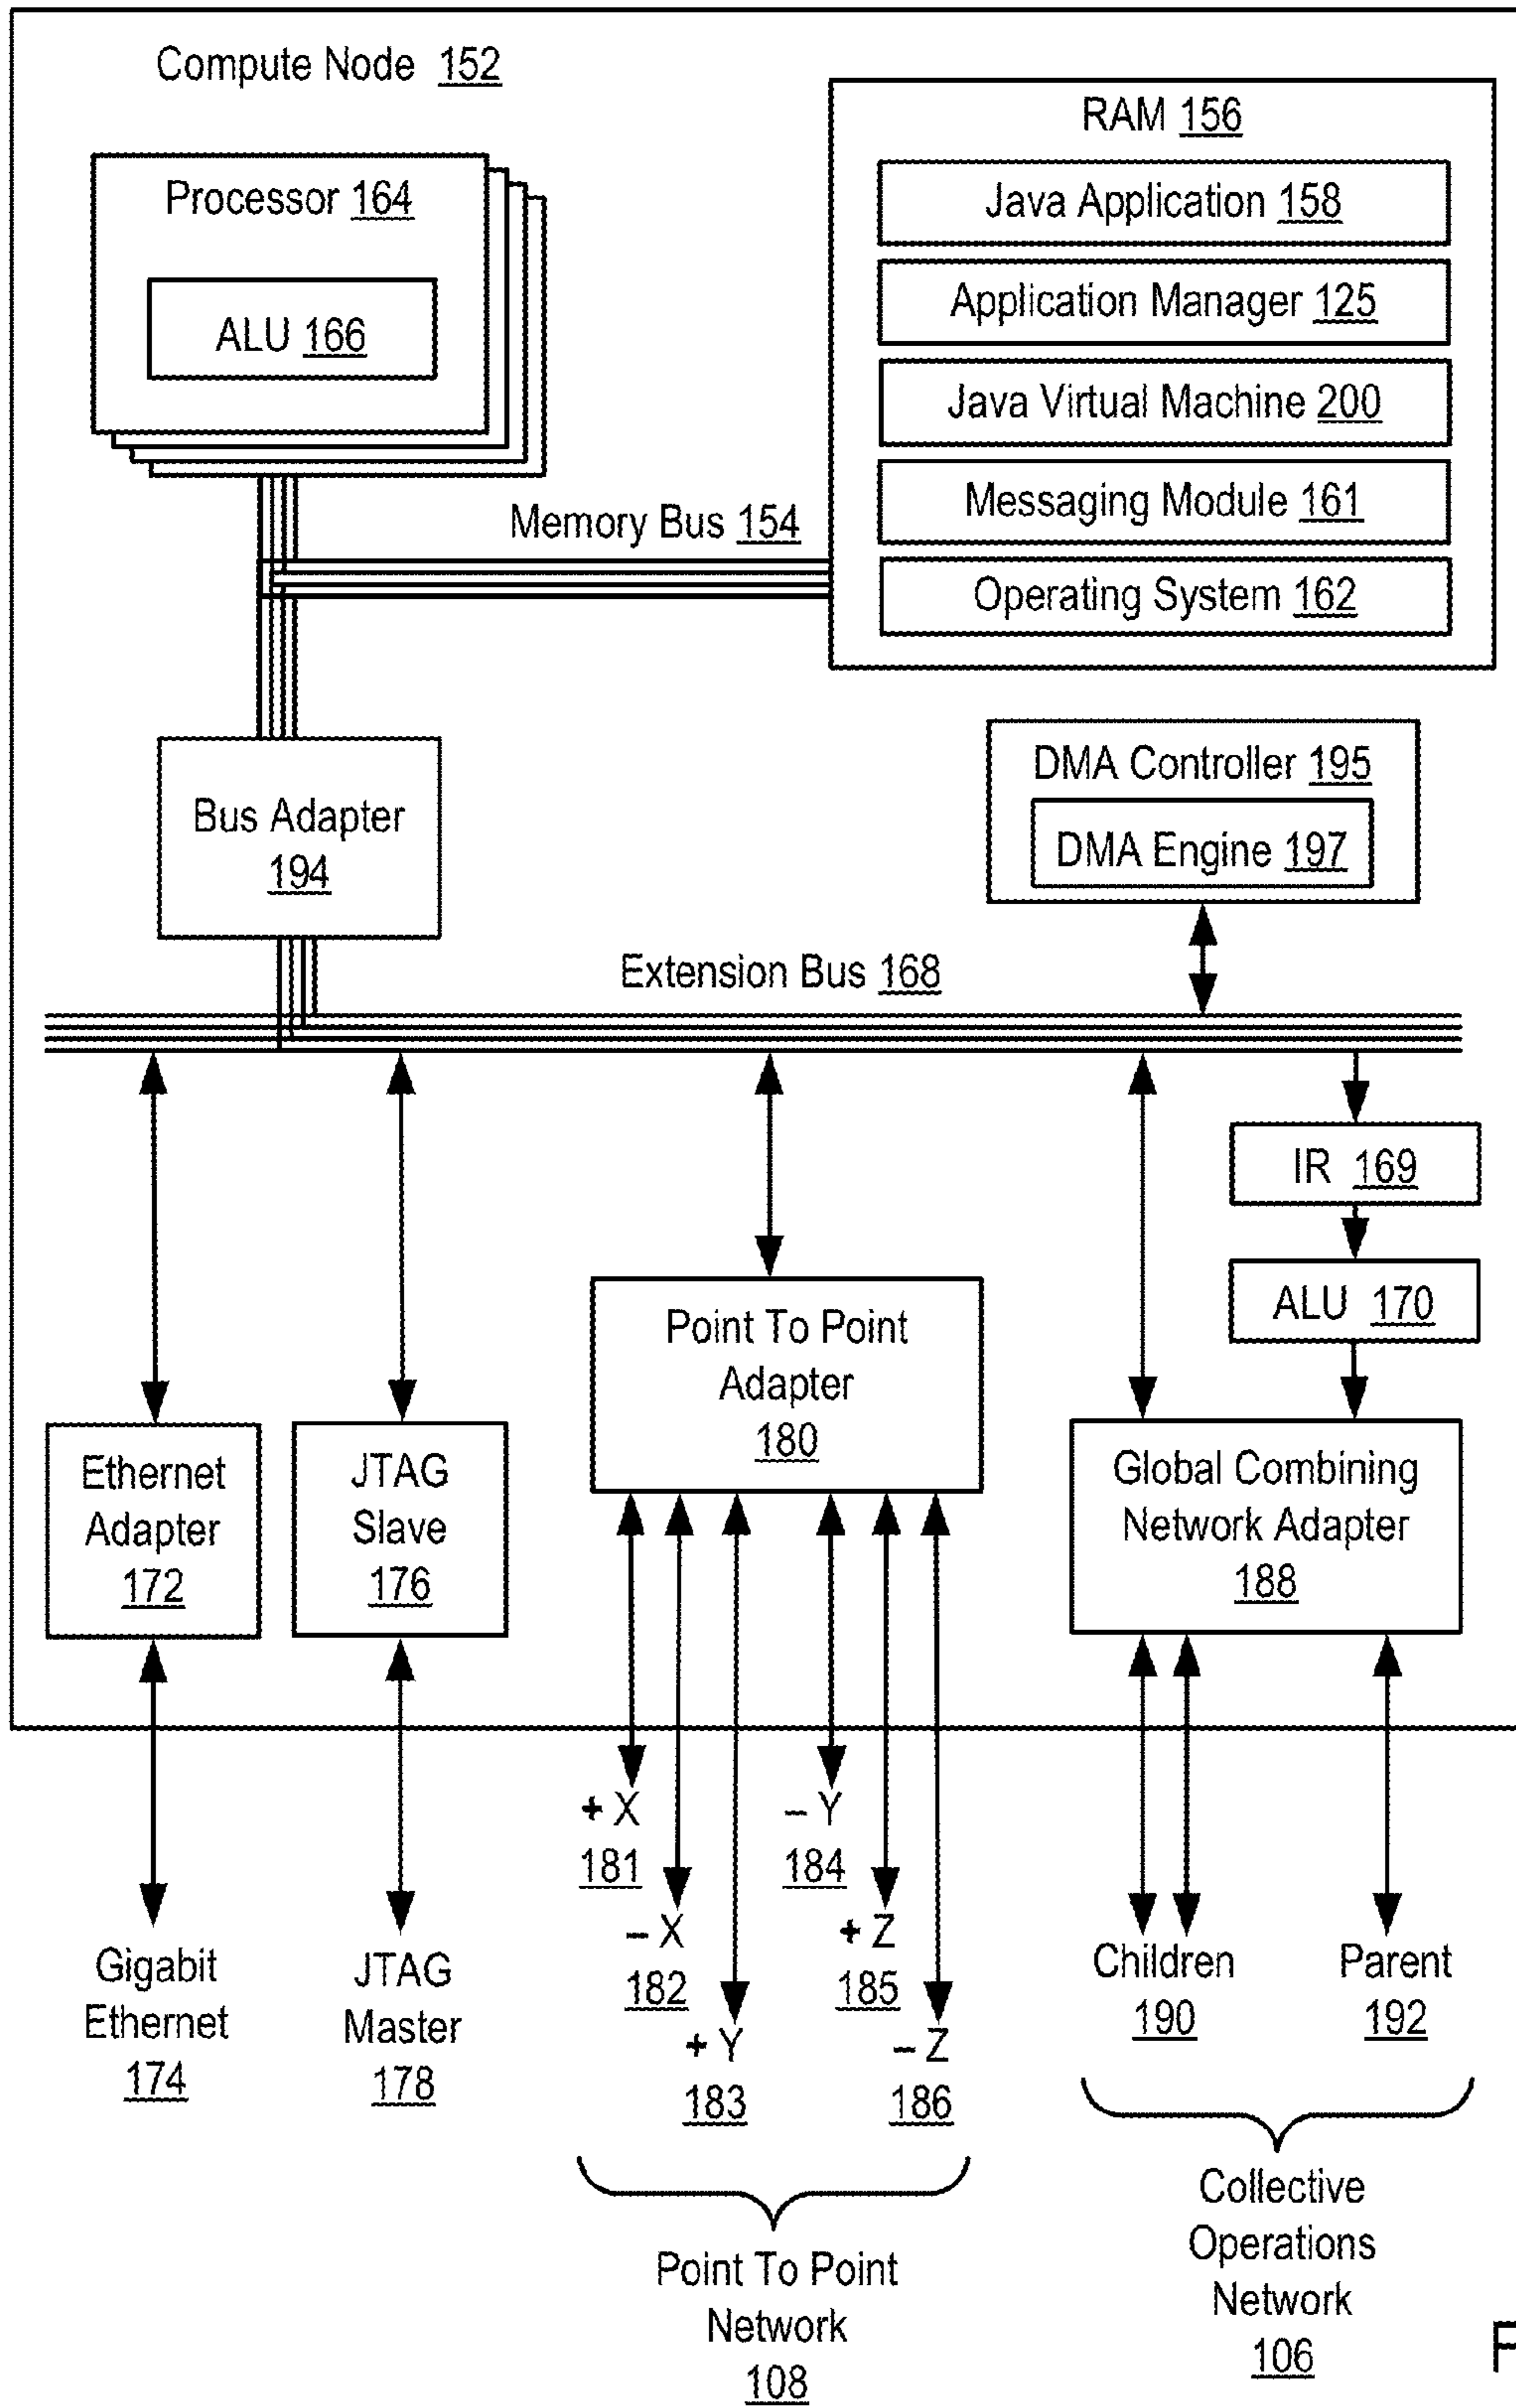 Compute Node 152
RAM 156
Processor 164
Java Application 158
Application Manager 125
ALU 166
Java Virtual Machine 200
Messaging Module 161
Memory Bus 154
Operating System 162
DMA Controller 195
Bus Adapter
194
DMA Engine 197
Extension Bus 168
IR 169
ALU 170
Point To Point
Adapter
180
Ethernet
Adapter
172
JTAG
Slave
176
Global Combining
Network Adapter
188
+ X
181
– X
182
+ Y
183
– Y
184
+ Z
185
– Z
186
Gigabit
Ethernet
174
JTAG
Master
178
Children
190
Parent
192
Point To Point
Network
108
Collective
Operations
Network
106
F